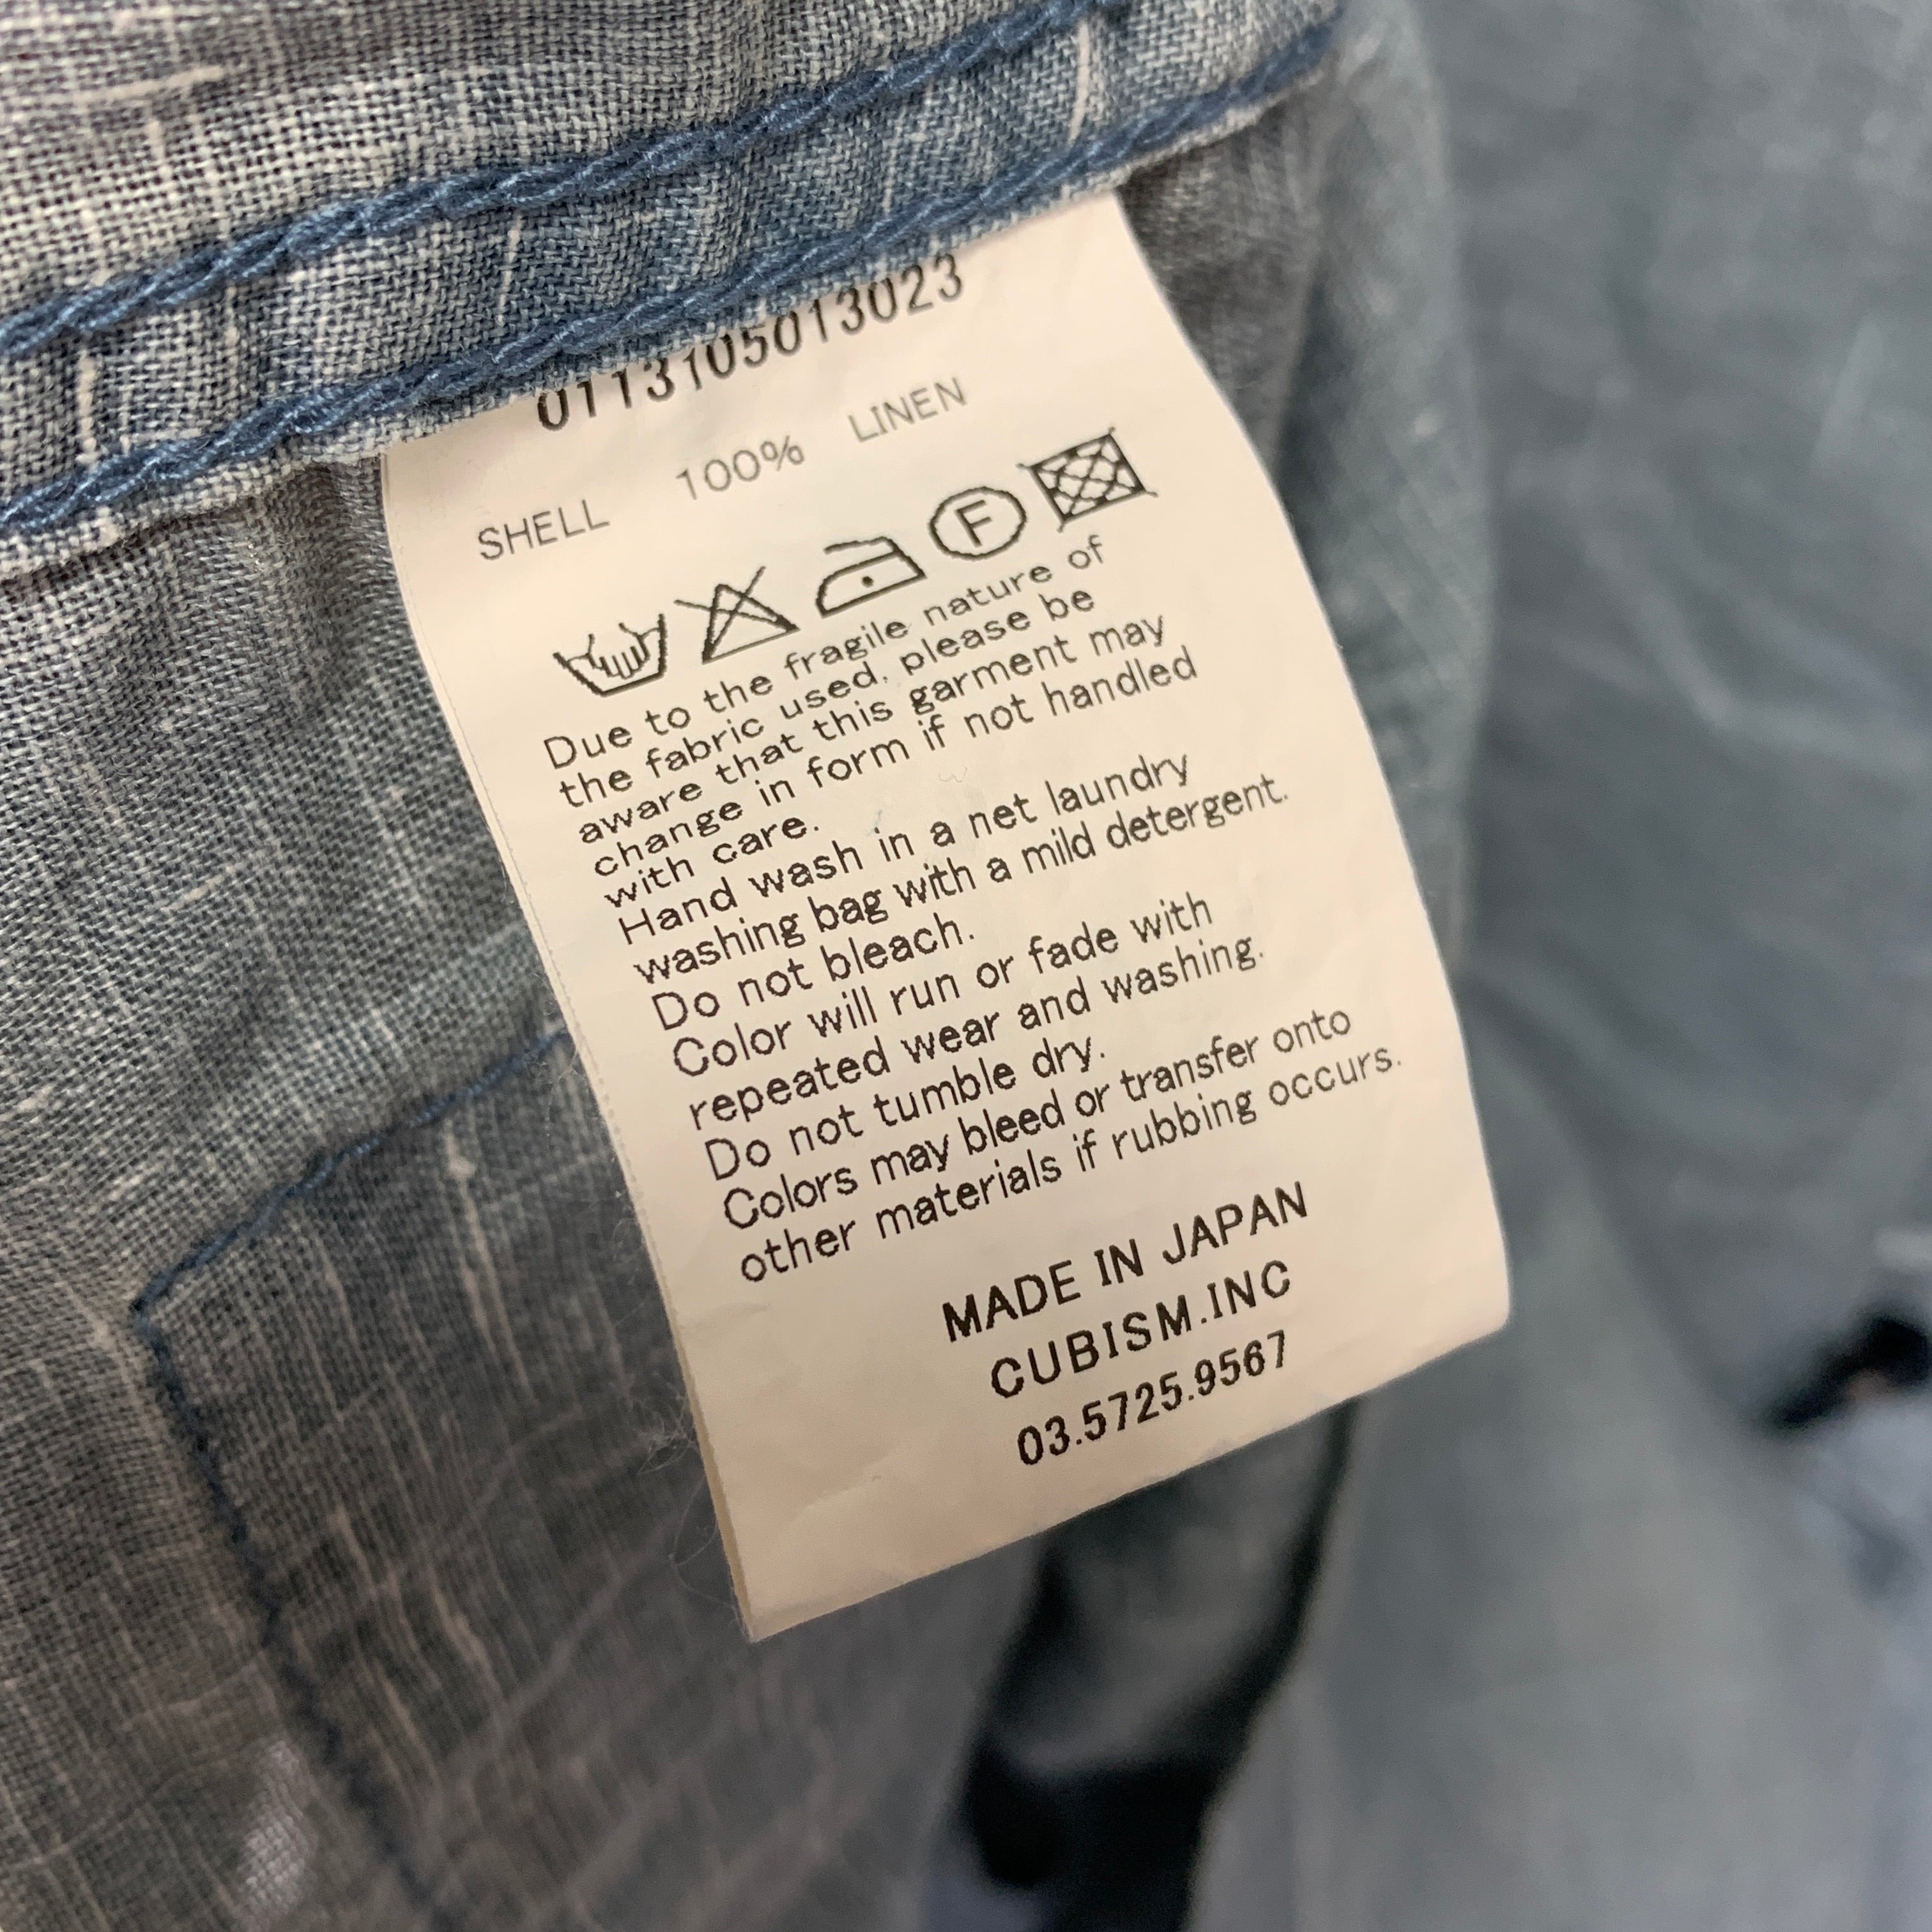 0113105013023
SHELL 100% LINEN
F
Due to the fragile nature of
the fabric used, please be
aware that this garment may
change in form if not handled
with care.
Hand wash in a net laundry
washing bag with a mild detergent.
Do not bleach.
Color will run or fade with
repeated wear and washing.
Do not tumble dry.
Colors may bleed or transfer onto
other materials if rubbing occurs.
MADE IN JAPAN
CUBISM.INC
03.5725.9567